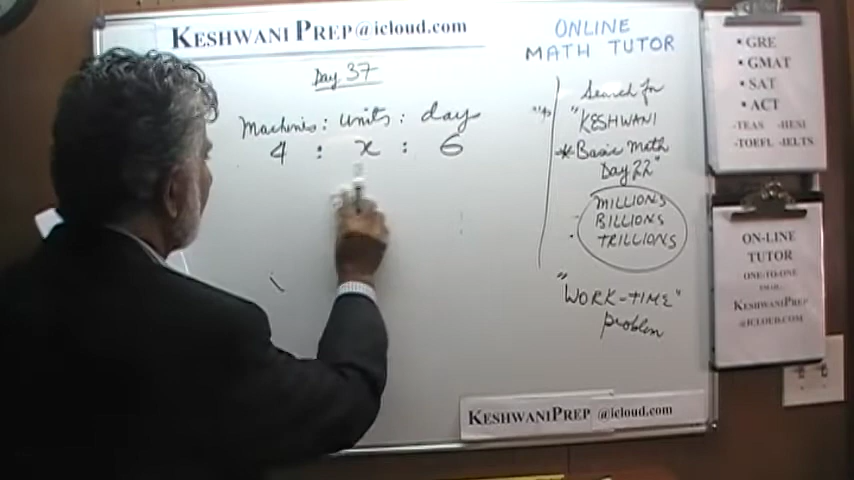 KESHWANI PREP @icloud.com
Day 37
Machines : Units : days
4 : x : 6
ONLINE
MATH TUTOR
Search for
"KESHWANI
*Basic Math
Day 22"
MILLIONS
BILLIONS
TRILLIONS
"WORK-TIME"
problem
KESHWANIPREP @icloud.com
• GRE
• GMAT
• SAT
• ACT
-TEAS -HESI
-TOEFL -IELTS
ON-LINE
TUTOR
ONE-TO-ONE
KESHWANIPREP
@ICLOUD.COM